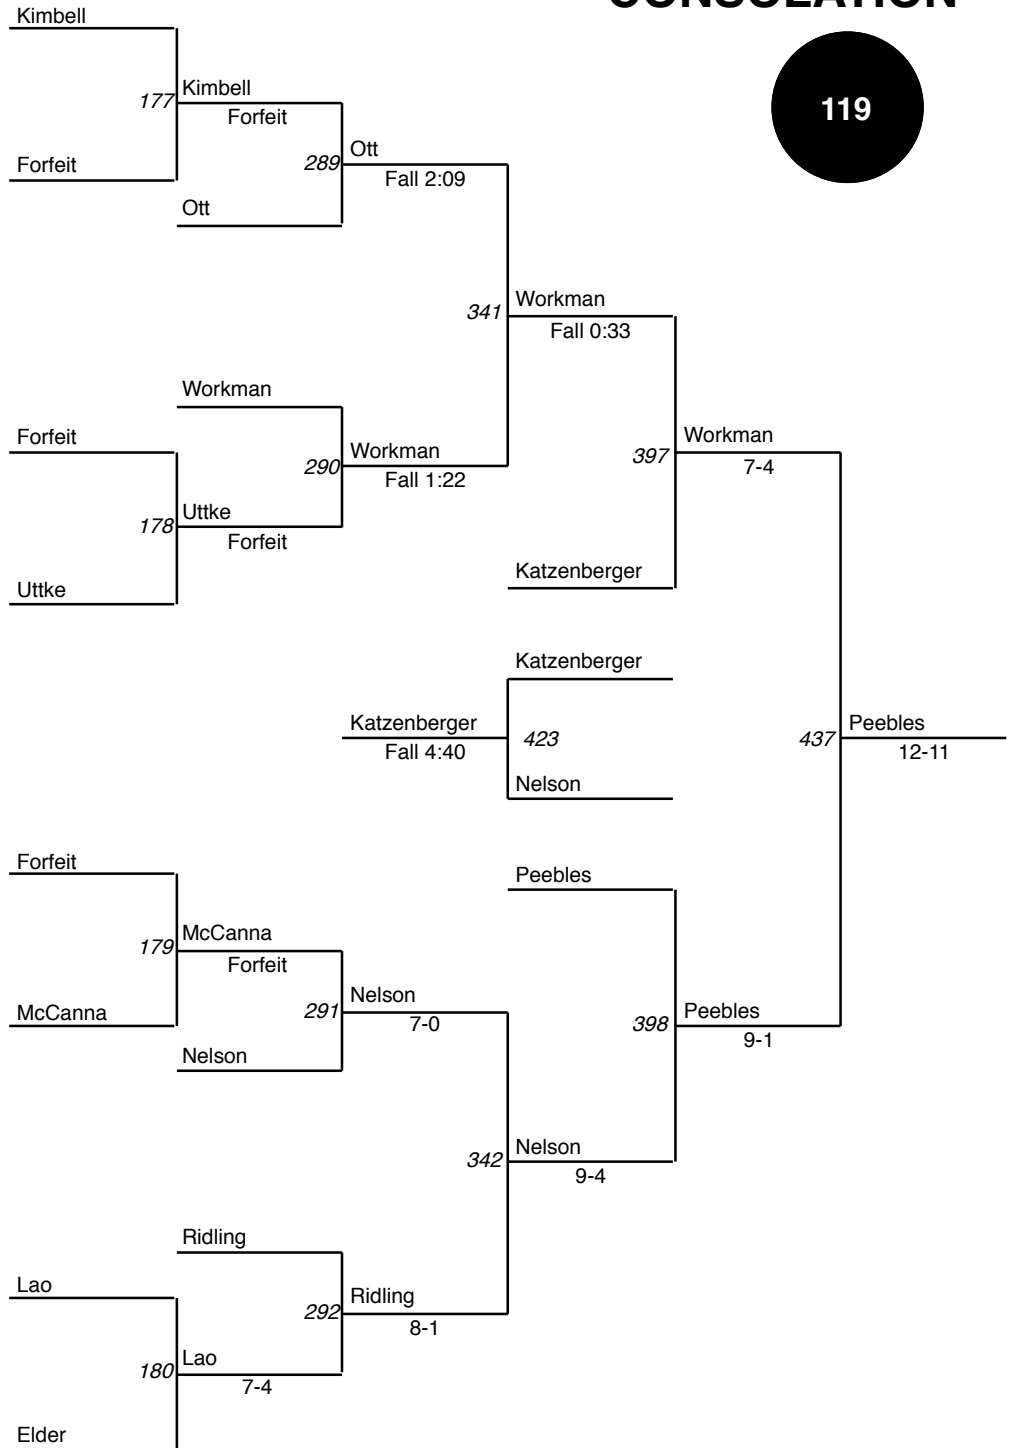 CONSOLATION
119
Kimbell
177
Kimbell
Forfeit
Forfeit
289
Ott
Fall 2:09
Ott
341
Workman
Fall 0:33
Workman
Forfeit
290
Workman
Fall 1:22
178
Uttke
Forfeit
Uttke
397
Workman
7-4
Katzenberger
Katzenberger
Katzenberger
Fall 4:40
423
Nelson
437
Peebles
12-11
Forfeit
Peebles
179
McCanna
Forfeit
McCanna
291
Nelson
7-0
Nelson
398
Peebles
9-1
342
Nelson
9-4
Ridling
Lao
292
Ridling
8-1
180
Lao
7-4
Elder